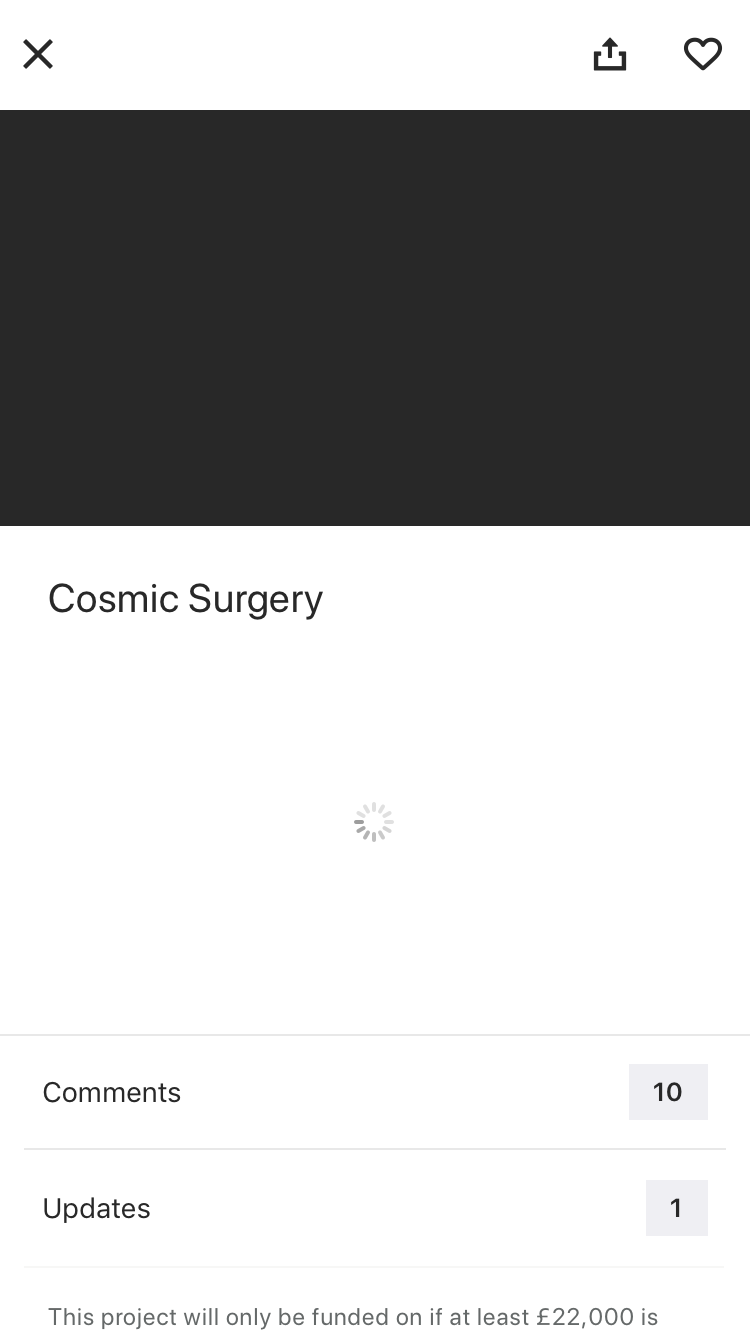 Cosmic Surgery
Comments 10
Updates 1
This project will only be funded on if at least £22,000 is